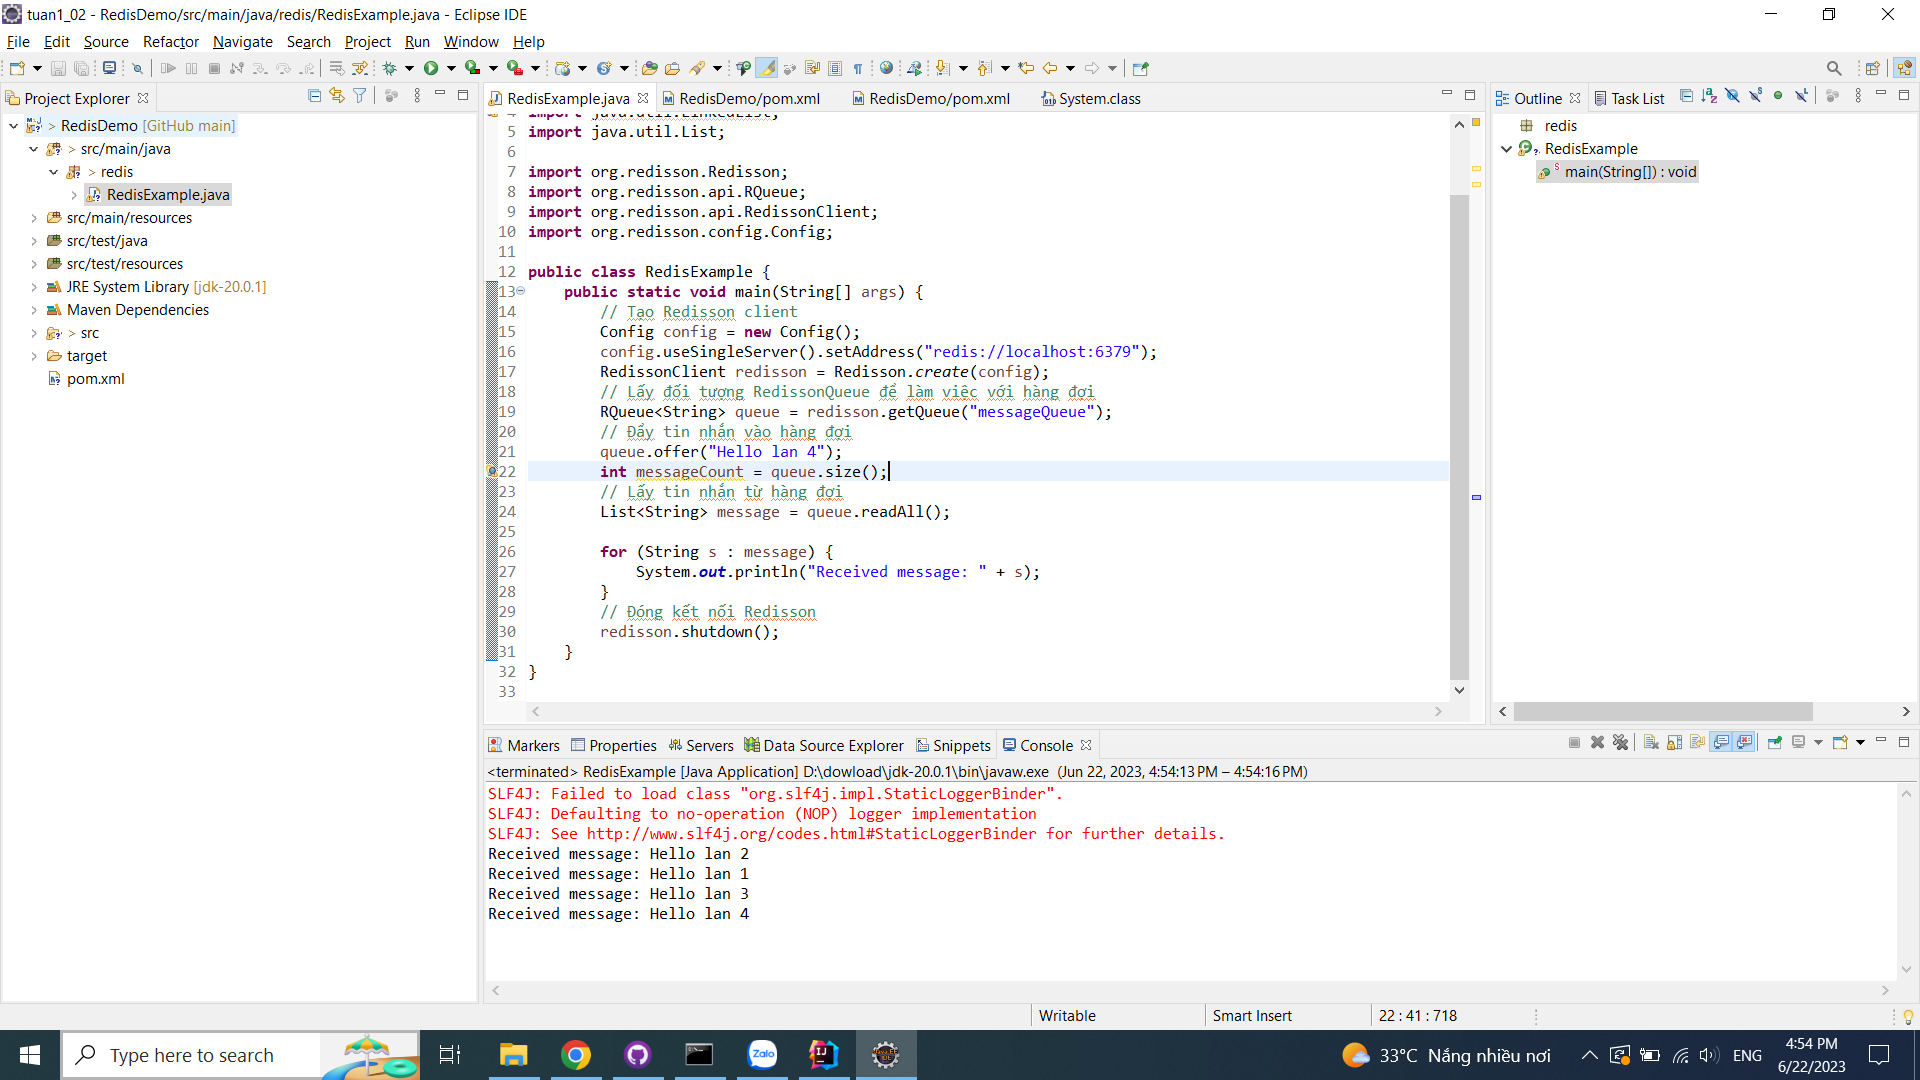 tuan1_02 - RedisDemo/src/main/java/redis/RedisExample.java - Eclipse IDE
File Edit Source Refactor Navigate Search Project Run Window Help
Project Explorer
> RedisDemo [GitHub main]
> src/main/java
> redis
RedisExample.java
src/main/resources
src/test/java
src/test/resources
JRE System Library [jdk-20.0.1]
Maven Dependencies
> src
target
pom.xml
RedisExample.java RedisDemo/pom.xml RedisDemo/pom.xml System.class
4 import java.util.LinkedList;
5 import java.util.List;
6
7 import org.redisson.Redisson;
8 import org.redisson.api.RQueue;
9 import org.redisson.api.RedissonClient;
10 import org.redisson.config.Config;
11
12 public class RedisExample {
13 public static void main(String[] args) {
14 // Tạo Redisson client
15 Config config = new Config();
16 config.useSingleServer().setAddress("redis://localhost:6379");
17 RedissonClient redisson = Redisson.create(config);
18 // Lấy đối tượng RedissonQueue để làm việc với hàng đợi
19 RQueue<String> queue = redisson.getQueue("messageQueue");
20 // Đẩy tin nhắn vào hàng đợi
21 queue.offer("Hello lan 4");
22 int messageCount = queue.size();
23 // Lấy tin nhắn từ hàng đợi
24 List<String> message = queue.readAll();
25
26 for (String s : message) {
27 System.out.println("Received message: " + s);
28 }
29 // Đóng kết nối Redisson
30 redisson.shutdown();
31 }
32 }
33
Outline Task List
redis
RedisExample
main(String[]) : void
Markers Properties Servers Data Source Explorer Snippets Console
<terminated> RedisExample [Java Application] D:\dowload\jdk-20.0.1\bin\javaw.exe (Jun 22, 2023, 4:54:13 PM – 4:54:16 PM)
SLF4J: Failed to load class "org.slf4j.impl.StaticLoggerBinder".
SLF4J: Defaulting to no-operation (NOP) logger implementation
SLF4J: See http://www.slf4j.org/codes.html#StaticLoggerBinder for further details.
Received message: Hello lan 2
Received message: Hello lan 1
Received message: Hello lan 3
Received message: Hello lan 4
Writable Smart Insert 22 : 41 : 718
Type here to search
Zalo
33°C Nắng nhiều nơi
ENG
4:54 PM
6/22/2023